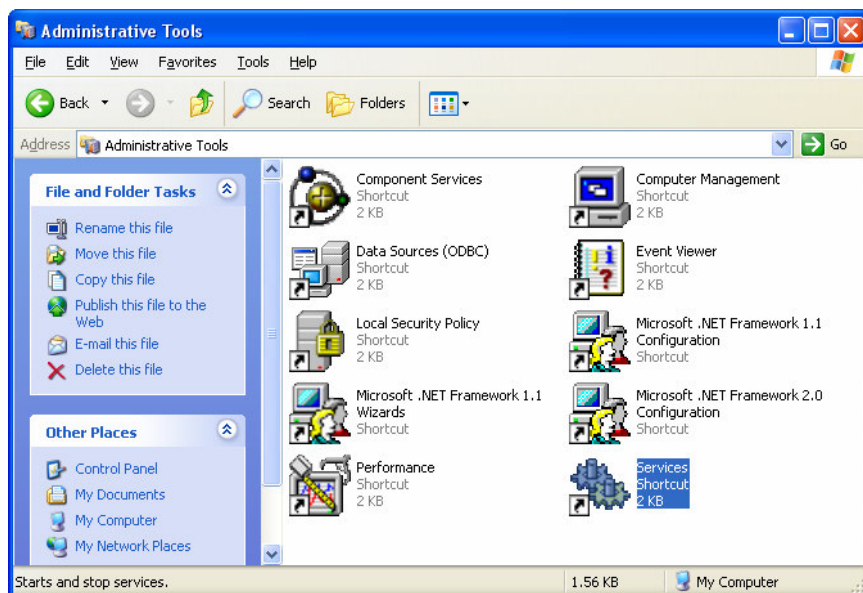 Administrative Tools
File Edit View Favorites Tools Help
Back Search Folders
Address Administrative Tools Go
File and Folder Tasks
Rename this file
Move this file
Copy this file
Publish this file to the
Web
E-mail this file
Delete this file
Other Places
Control Panel
My Documents
My Computer
My Network Places
Component Services
Shortcut
2 KB
Computer Management
Shortcut
2 KB
Data Sources (ODBC)
Shortcut
2 KB
Event Viewer
Shortcut
2 KB
Local Security Policy
Shortcut
2 KB
Microsoft .NET Framework 1.1
Configuration
Shortcut
Microsoft .NET Framework 1.1
Wizards
Shortcut
Microsoft .NET Framework 2.0
Configuration
Shortcut
Performance
Shortcut
2 KB
Services
Shortcut
2 KB
Starts and stop services. 1.56 KB My Computer